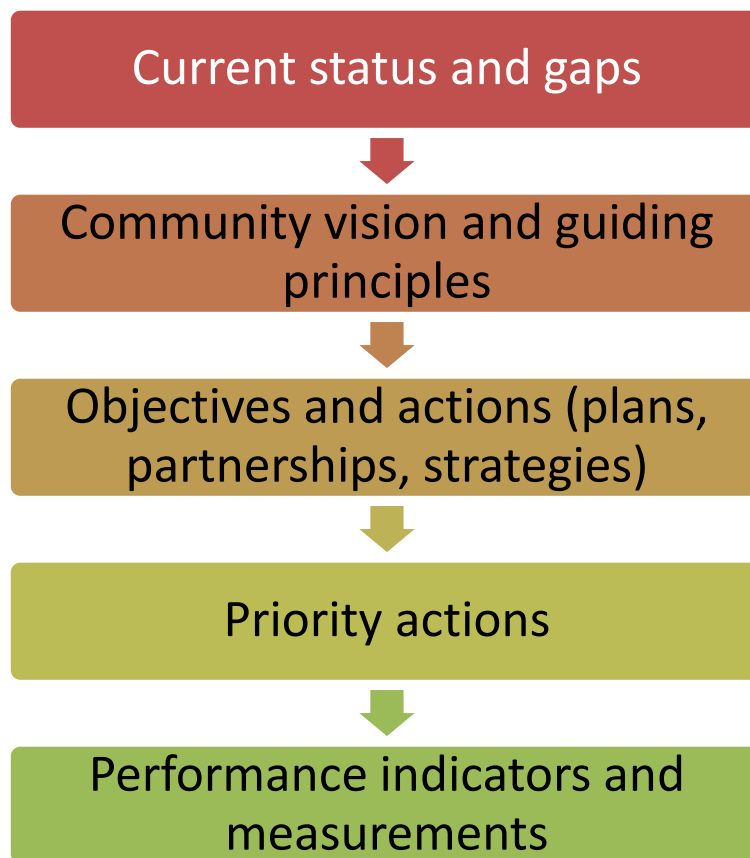 Current status and gaps
Community vision and guiding
principles
Objectives and actions (plans,
partnerships, strategies)
Priority actions
Performance indicators and
measurements